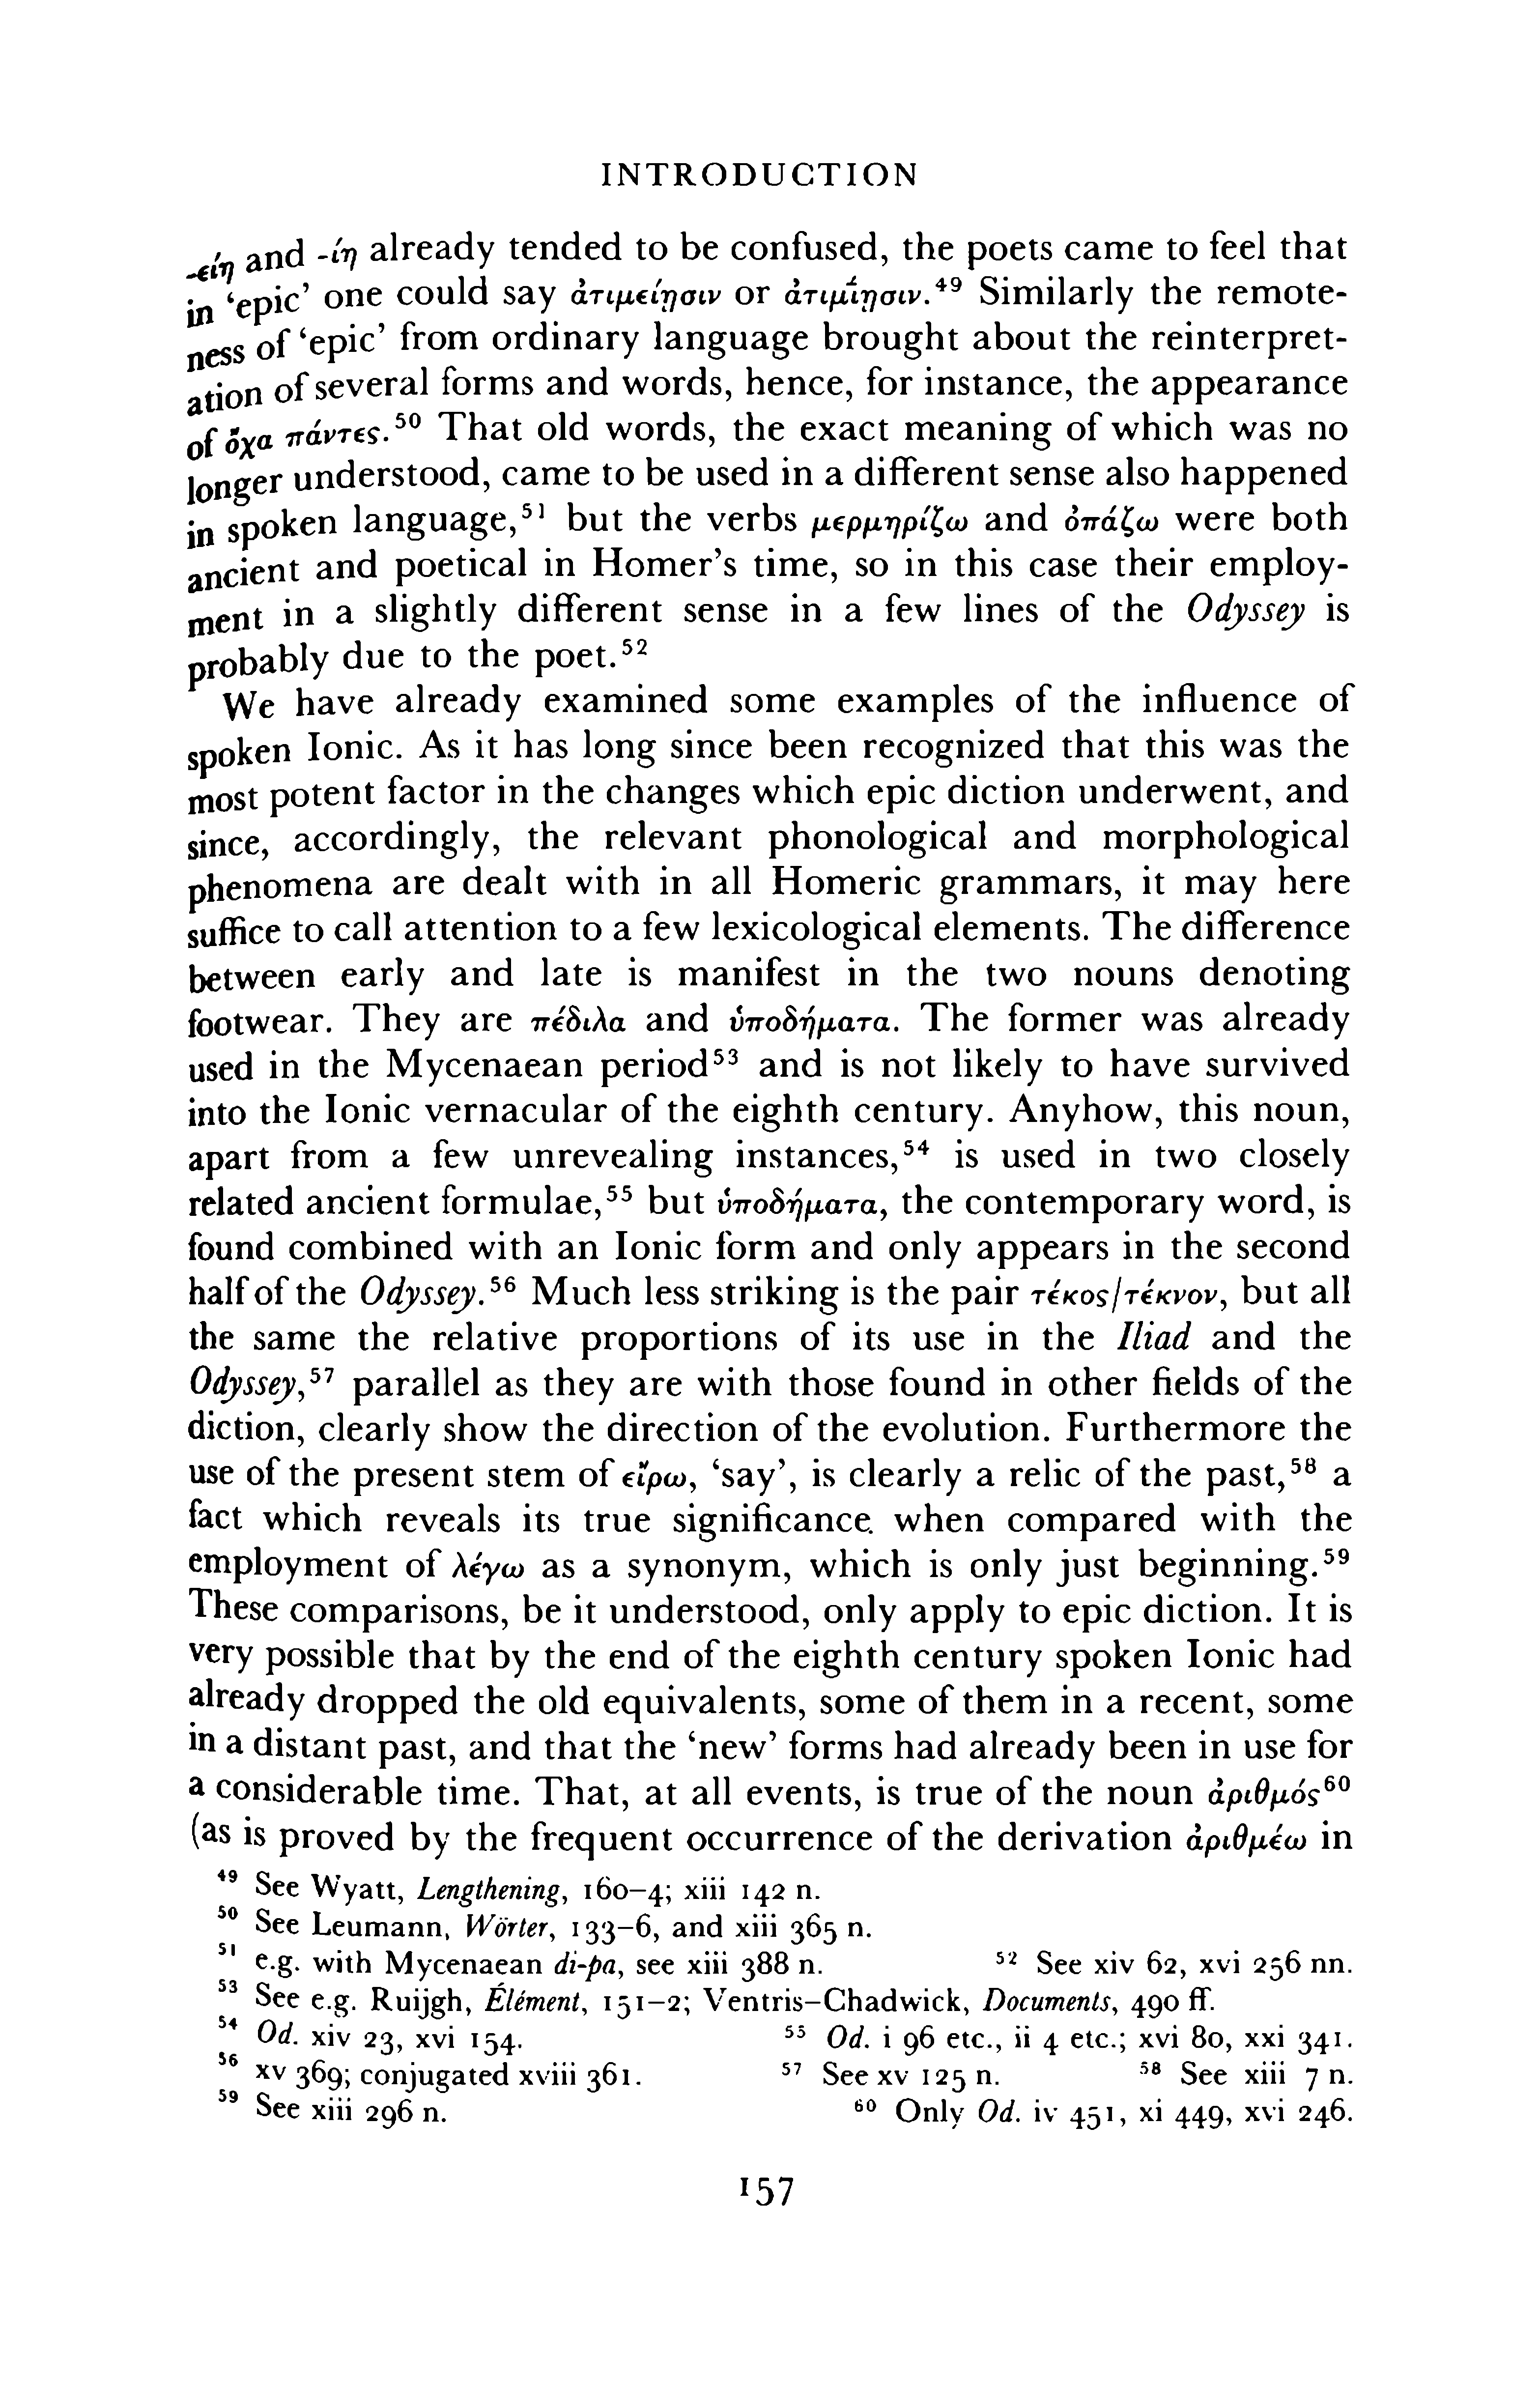 INTRODUCTION
-είη and -ίη already tended to be confused, the poets came to feel that
in ‘epic’ one could say ἀτιμείῃσιν or ἀτιμῑ́ῃσιν.⁴⁹ Similarly the remote-
ness of ‘epic’ from ordinary language brought about the reinterpret-
ation of several forms and words, hence, for instance, the appearance
of ὄχα πάντες.⁵⁰ That old words, the exact meaning of which was no
longer understood, came to be used in a different sense also happened
in spoken language,⁵¹ but the verbs μερμηρίζω and ὀπάζω were both
ancient and poetical in Homer’s time, so in this case their employ-
ment in a slightly different sense in a few lines of the Odyssey is
probably due to the poet.⁵²
We have already examined some examples of the influence of
spoken Ionic. As it has long since been recognized that this was the
most potent factor in the changes which epic diction underwent, and
since, accordingly, the relevant phonological and morphological
phenomena are dealt with in all Homeric grammars, it may here
suffice to call attention to a few lexicological elements. The difference
between early and late is manifest in the two nouns denoting
footwear. They are πέδιλα and ὑποδήματα. The former was already
used in the Mycenaean period⁵³ and is not likely to have survived
into the Ionic vernacular of the eighth century. Anyhow, this noun,
apart from a few unrevealing instances,⁵⁴ is used in two closely
related ancient formulae,⁵⁵ but ὑποδήματα, the contemporary word, is
found combined with an Ionic form and only appears in the second
half of the Odyssey.⁵⁶ Much less striking is the pair τέκος/τέκνον, but all
the same the relative proportions of its use in the Iliad and the
Odyssey,⁵⁷ parallel as they are with those found in other fields of the
diction, clearly show the direction of the evolution. Furthermore the
use of the present stem of εἴρω, ‘say’, is clearly a relic of the past,⁵⁸ a
fact which reveals its true significance when compared with the
employment of λέγω as a synonym, which is only just beginning.⁵⁹
These comparisons, be it understood, only apply to epic diction. It is
very possible that by the end of the eighth century spoken Ionic had
already dropped the old equivalents, some of them in a recent, some
in a distant past, and that the ‘new’ forms had already been in use for
a considerable time. That, at all events, is true of the noun ἀριθμός⁶⁰
(as is proved by the frequent occurrence of the derivation ἀριθμέω in
⁴⁹ See Wyatt, Lengthening, 160–4; xiii 142 n.
⁵⁰ See Leumann, Wörter, 133–6, and xiii 365 n.
⁵¹ e.g. with Mycenaean di-pa, see xiii 388 n. ⁵² See xiv 62, xvi 256 nn.
⁵³ See e.g. Ruijgh, Élément, 151–2; Ventris–Chadwick, Documents, 490 ff.
⁵⁴ Od. xiv 23, xvi 154. ⁵⁵ Od. i 96 etc., ii 4 etc.; xvi 80, xxi 341.
⁵⁶ xv 369; conjugated xviii 361. ⁵⁷ See xv 125 n. ⁵⁸ See xiii 7 n.
⁵⁹ See xiii 296 n. ⁶⁰ Only Od. iv 451, xi 449, xvi 246.
157